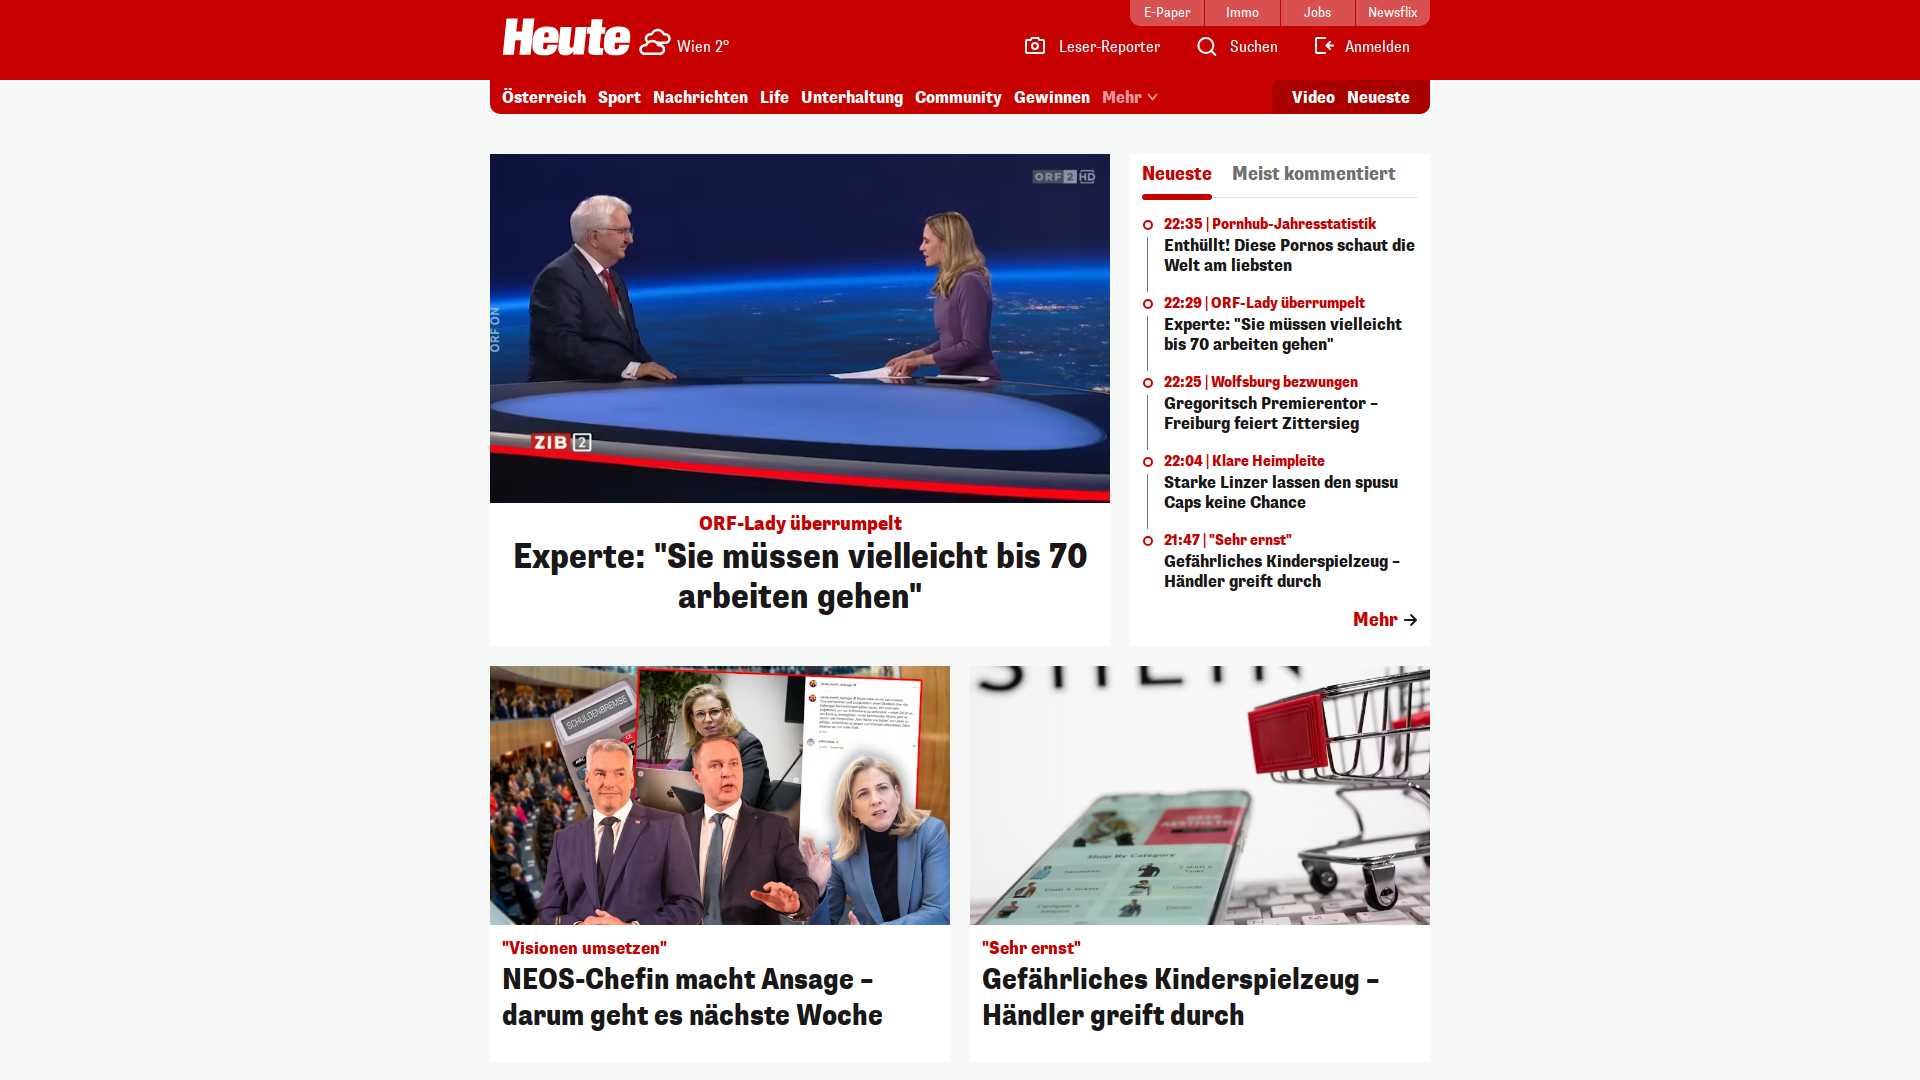 E-Paper
Immo
Jobs
Newsflix
Heute
Wien 2°
Leser-Reporter
Suchen
Anmelden
Österreich
Sport
Nachrichten
Life
Unterhaltung
Community
Gewinnen
Mehr
Video
Neueste
ORF 2 HD
ORF ON
ZIB 2
ORF-Lady überrumpelt
Experte: "Sie müssen vielleicht bis 70
arbeiten gehen"
Neueste
Meist kommentiert
22:35 | Pornhub-Jahresstatistik
Enthüllt! Diese Pornos schaut die
Welt am liebsten
22:29 | ORF-Lady überrumpelt
Experte: "Sie müssen vielleicht
bis 70 arbeiten gehen"
22:25 | Wolfsburg bezwungen
Gregoritsch Premierentor –
Freiburg feiert Zittersieg
22:04 | Klare Heimpleite
Starke Linzer lassen den spusu
Caps keine Chance
21:47 | "Sehr ernst"
Gefährliches Kinderspielzeug –
Händler greift durch
Mehr
SCHULDENBREMSE
"Visionen umsetzen"
NEOS-Chefin macht Ansage –
darum geht es nächste Woche
Shop By Category
"Sehr ernst"
Gefährliches Kinderspielzeug –
Händler greift durch